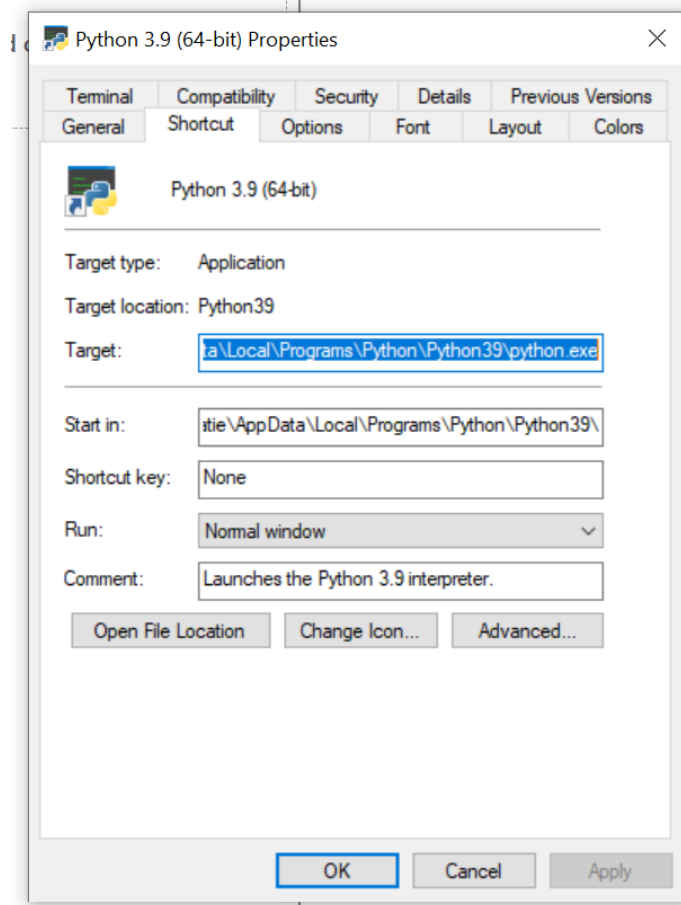 Python 3.9 (64-bit) Properties
Terminal Compatibility Security Details Previous Versions
General Shortcut Options Font Layout Colors
Python 3.9 (64-bit)
Target type: Application
Target location: Python39
Target: ta\Local\Programs\Python\Python39\python.exe
Start in: atie\AppData\Local\Programs\Python\Python39\
Shortcut key: None
Run: Normal window
Comment: Launches the Python 3.9 interpreter.
Open File Location Change Icon... Advanced...
OK Cancel Apply